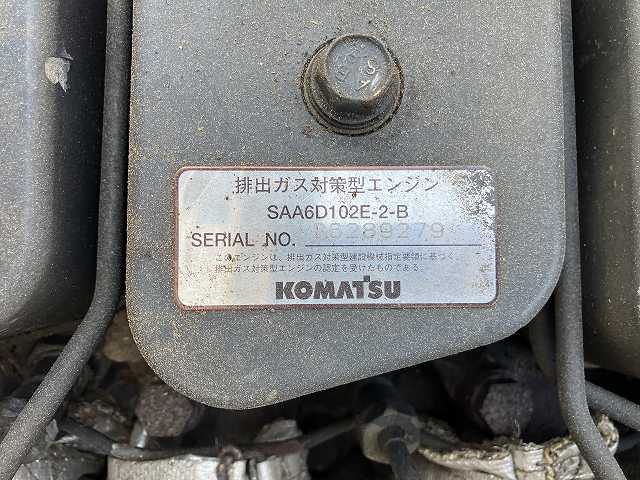 排出ガス対策型エンジン
SAA6D102E-2-B
SERIAL NO. 26289279
このエンジンは、排出ガス対策型建設機械指定要領に基づく
排出ガス対策型エンジンの認定を受けたものである。
KOMATSU